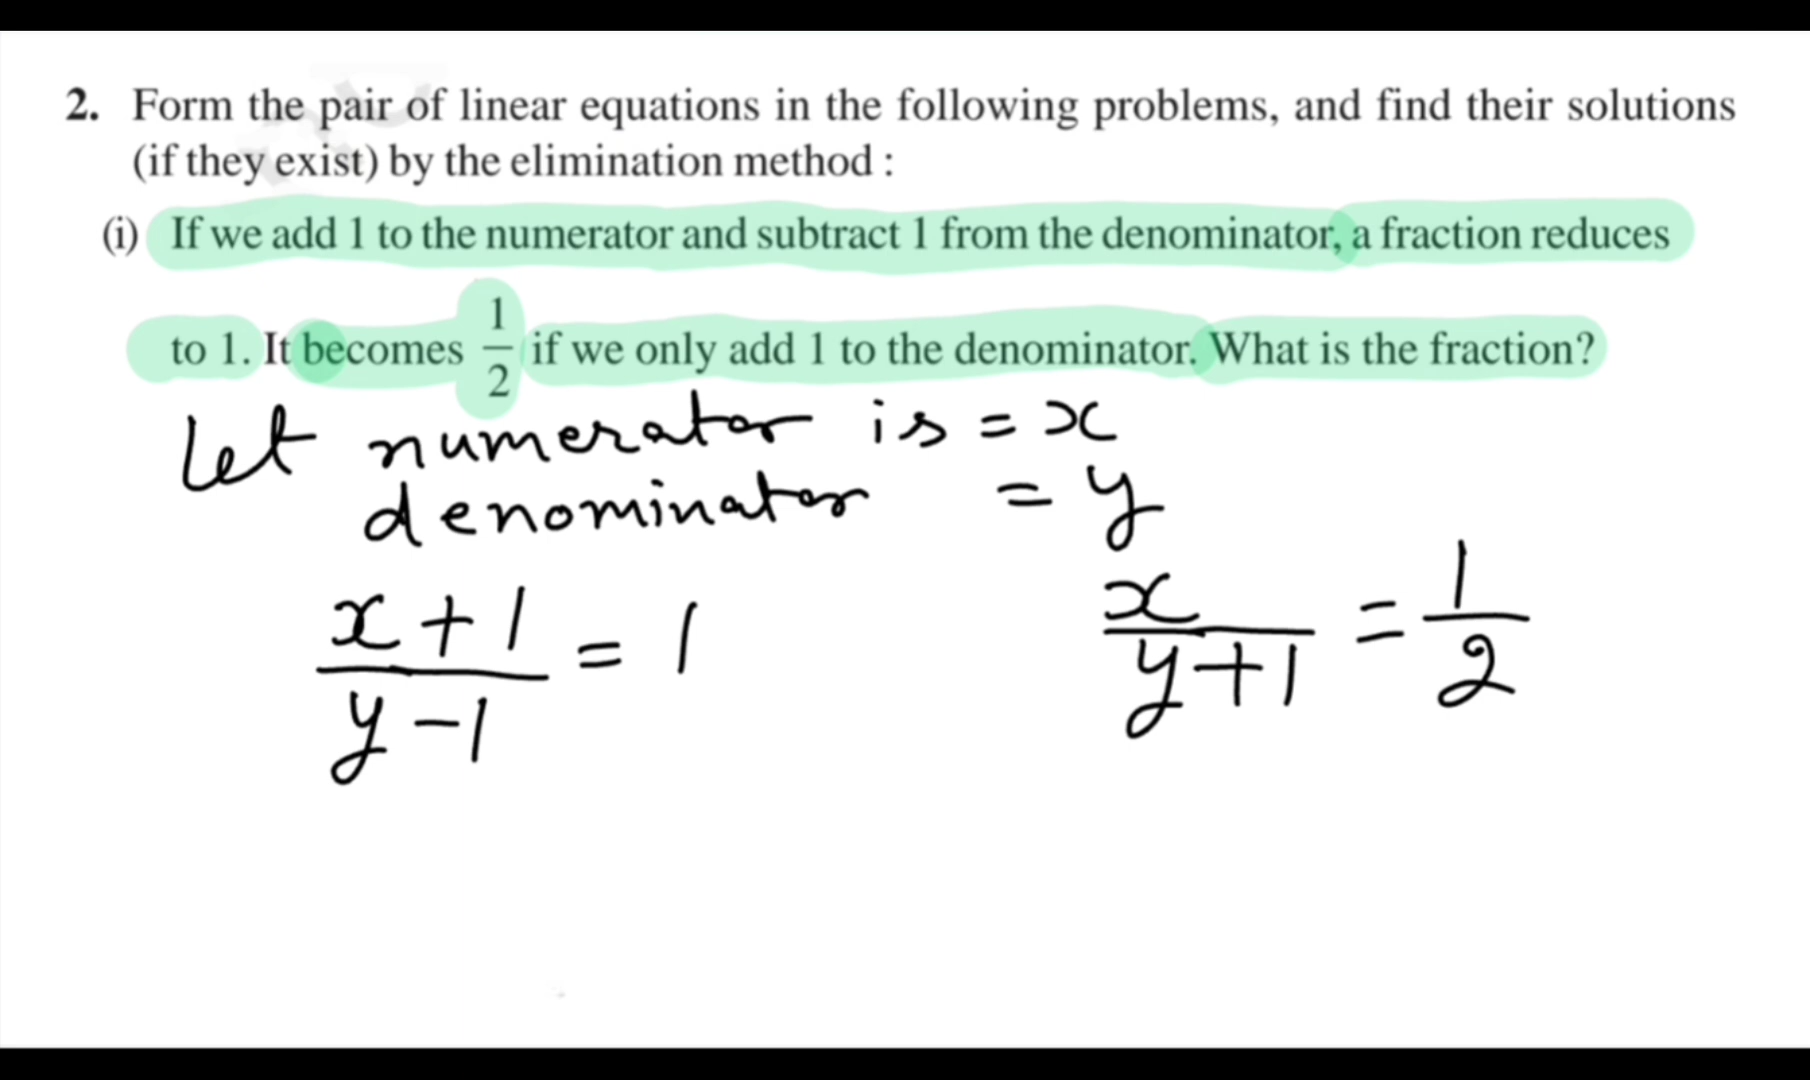 2. Form the pair of linear equations in the following problems, and find their solutions
(if they exist) by the elimination method :
(i) If we add 1 to the numerator and subtract 1 from the denominator, a fraction reduces
to 1. It becomes 1/2 if we only add 1 to the denominator. What is the fraction?
Let numerator is = x
denominator = y
x+1/y-1 = 1
x/y+1 = 1/2